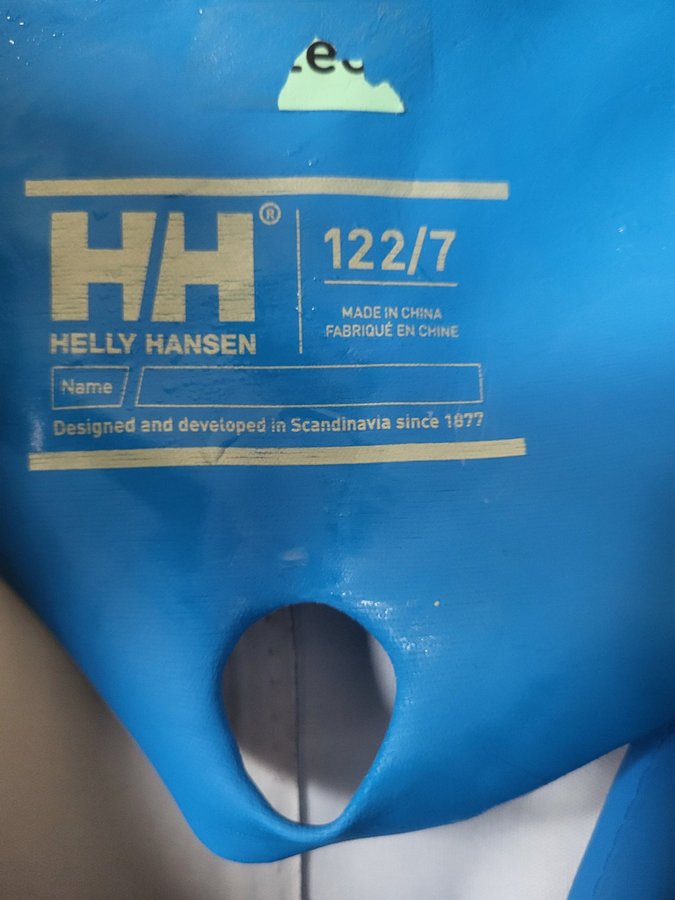 HH®
122/7
MADE IN CHINA
FABRIQUÉ EN CHINE
HELLY HANSEN
Name
Designed and developed in Scandinavia since 1877